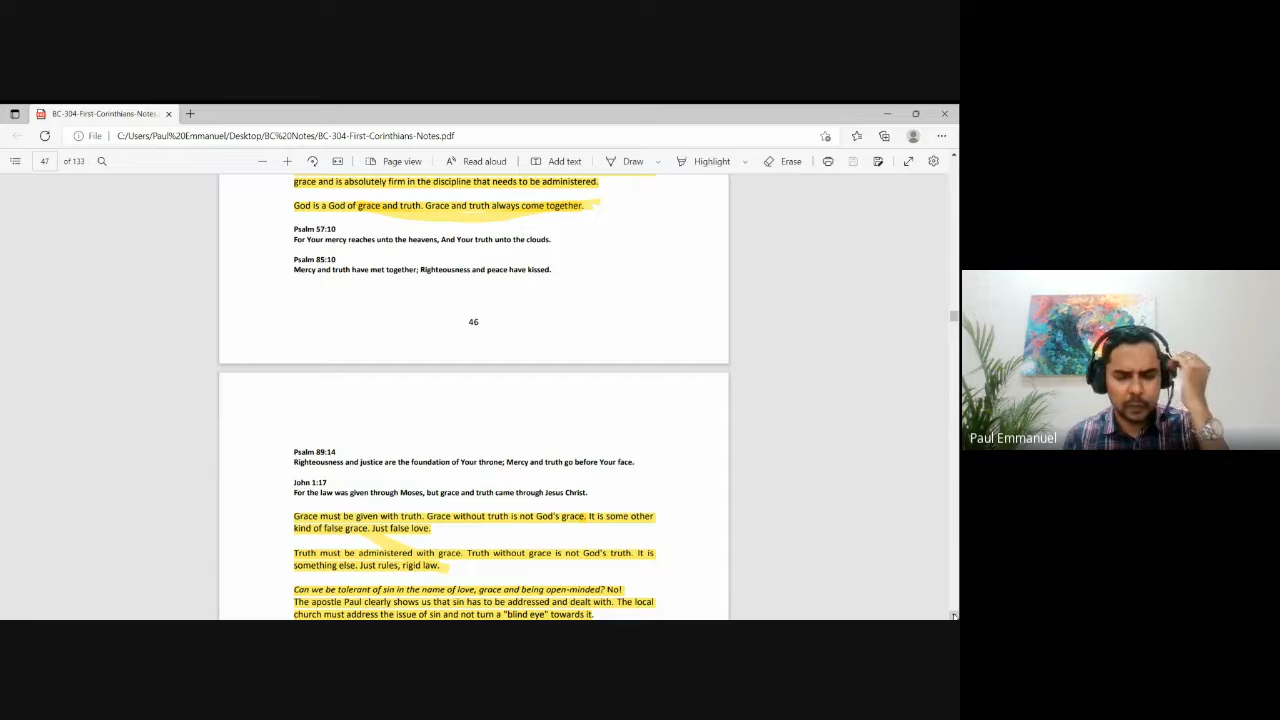 BC-304-First-Corinthians-Notes.
File
C:/Users/Paul%20Emmanuel/Desktop/BC%20Notes/BC-304-First-Corinthians-Notes.pdf
47 of 133 Page view Read aloud Add text Draw Highlight Erase
grace and is absolutely firm in the discipline that needs to be administered.
God is a God of grace and truth. Grace and truth always come together.
Psalm 57:10
For Your mercy reaches unto the heavens, And Your truth unto the clouds.
Psalm 85:10
Mercy and truth have met together; Righteousness and peace have kissed.
46
Psalm 89:14
Righteousness and justice are the foundation of Your throne; Mercy and truth go before Your face.
John 1:17
For the law was given through Moses, but grace and truth came through Jesus Christ.
Grace must be given with truth. Grace without truth is not God's grace. It is some other
kind of false grace. Just false love.
Truth must be administered with grace. Truth without grace is not God's truth. It is
something else. Just rules, rigid law.
Can we be tolerant of sin in the name of love, grace and being open-minded? No!
The apostle Paul clearly shows us that sin has to be addressed and dealt with. The local
church must address the issue of sin and not turn a "blind eye" towards it.
Paul Emmanuel